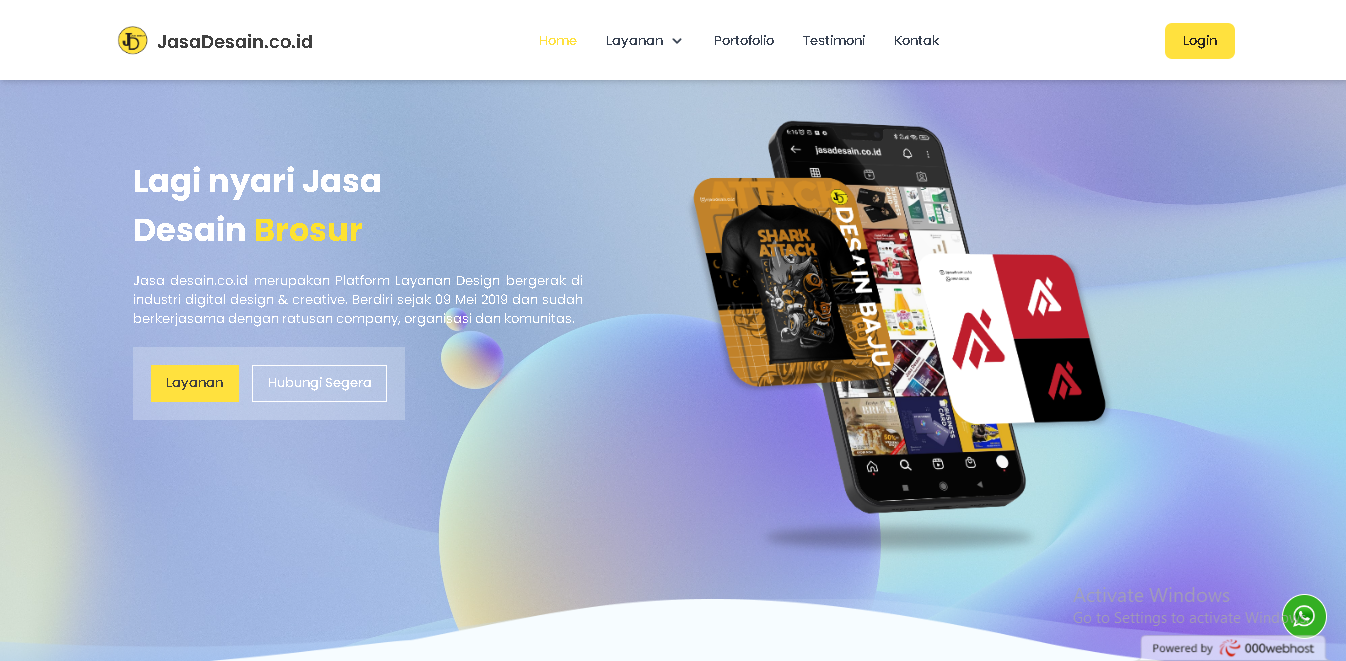 JasaDesain.co.id
Home
Layanan
Portofolio
Testimoni
Kontak
Login
Lagi nyari Jasa
Desain Brosur
Jasa desain.co.id merupakan Platform Layanan Design bergerak di
industri digital design & creative. Berdiri sejak 09 Mei 2019 dan sudah
berkerjasama dengan ratusan company, organisasi dan komunitas.
Layanan
Hubungi Segera
jasadesain.co.id
ATTACK
SHARK
ATTACK
DESAIN BAJU
BUSINESS
CARD
Activate Windows
Go to Settings to activate Windows
Powered by 000webhost